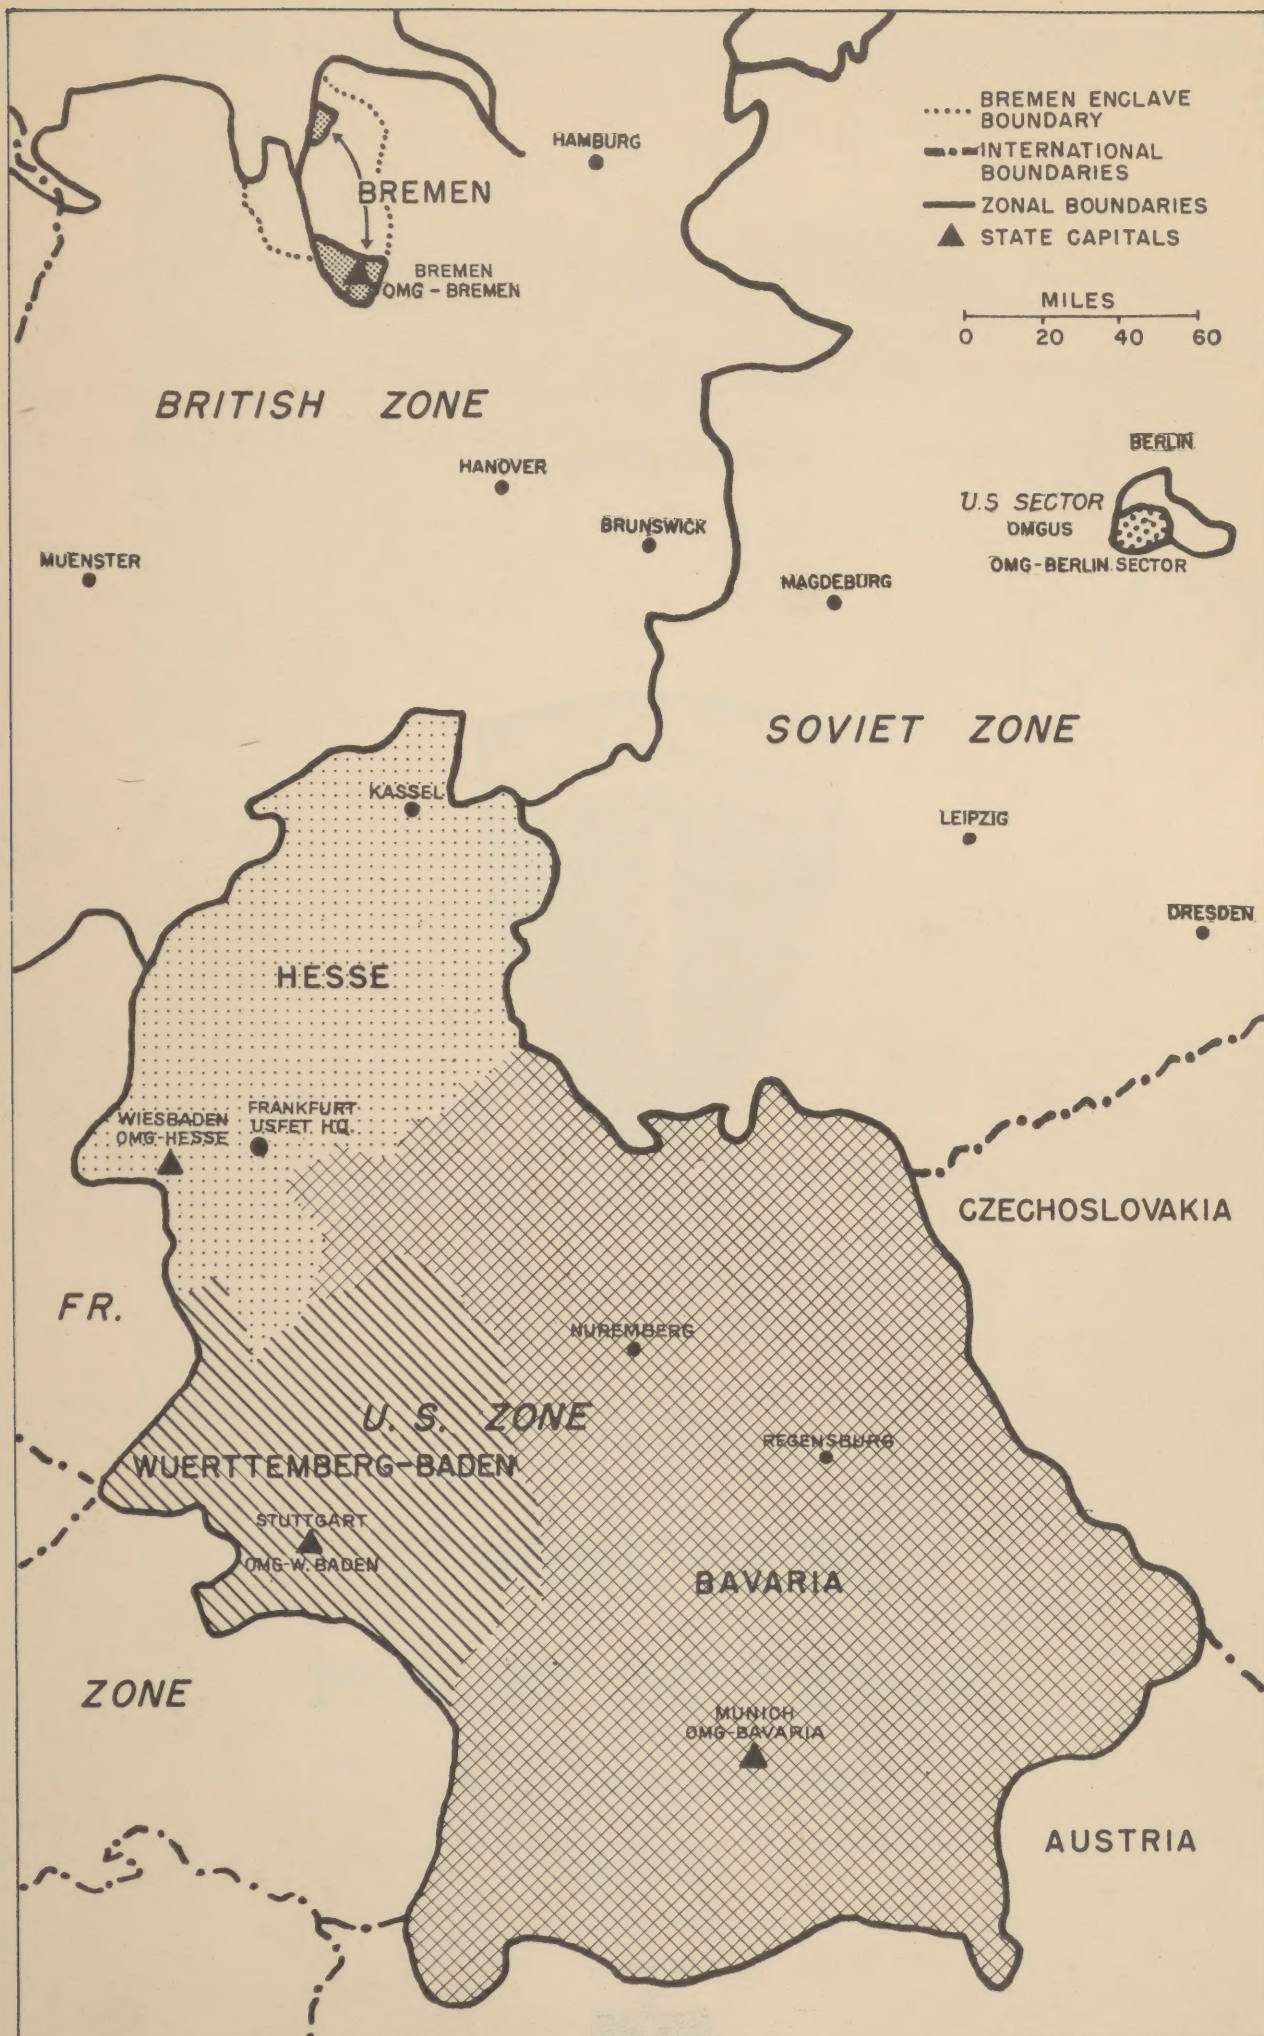 BREMEN ENCLAVE
BOUNDARY
INTERNATIONAL
BOUNDARIES
ZONAL BOUNDARIES
STATE CAPITALS
MILES
0 20 40 60
HAMBURG
BREMEN
BREMEN
OMG - BREMEN
BRITISH ZONE
HANOVER
BRUNSWICK
MUENSTER
BERLIN
U.S SECTOR
OMGUS
OMG-BERLIN SECTOR
MAGDEBURG
SOVIET ZONE
KASSEL
LEIPZIG
DRESDEN
HESSE
WIESBADEN
OMG-HESSE
FRANKFURT
USFET HQ.
CZECHOSLOVAKIA
FR.
NUREMBERG
U. S. ZONE
WUERTTEMBERG-BADEN
REGENSBURG
STUTTGART
OMG-W. BADEN
BAVARIA
ZONE
MUNICH
OMG-BAVARIA
AUSTRIA